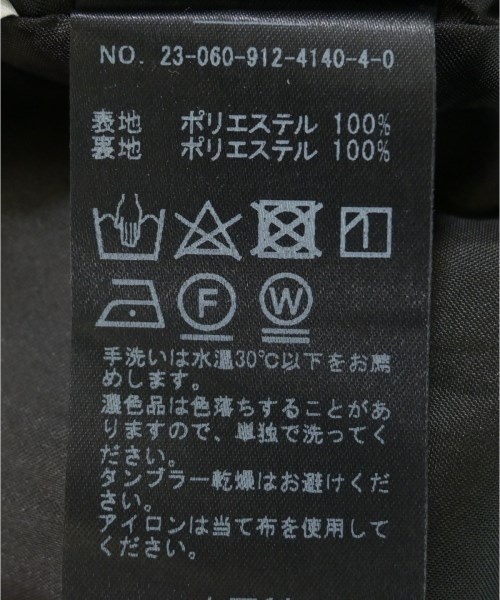 NO. 23-060-912-4140-4-0
表地 ポリエステル 100%
裏地 ポリエステル 100%
F
W
手洗いは水温30℃以下をお薦
めします。
濃色品は色落ちすることがあ
りますので、単独で洗ってく
ださい。
タンブラー乾燥はお避けくだ
さい。
アイロンは当て布を使用して
ください。